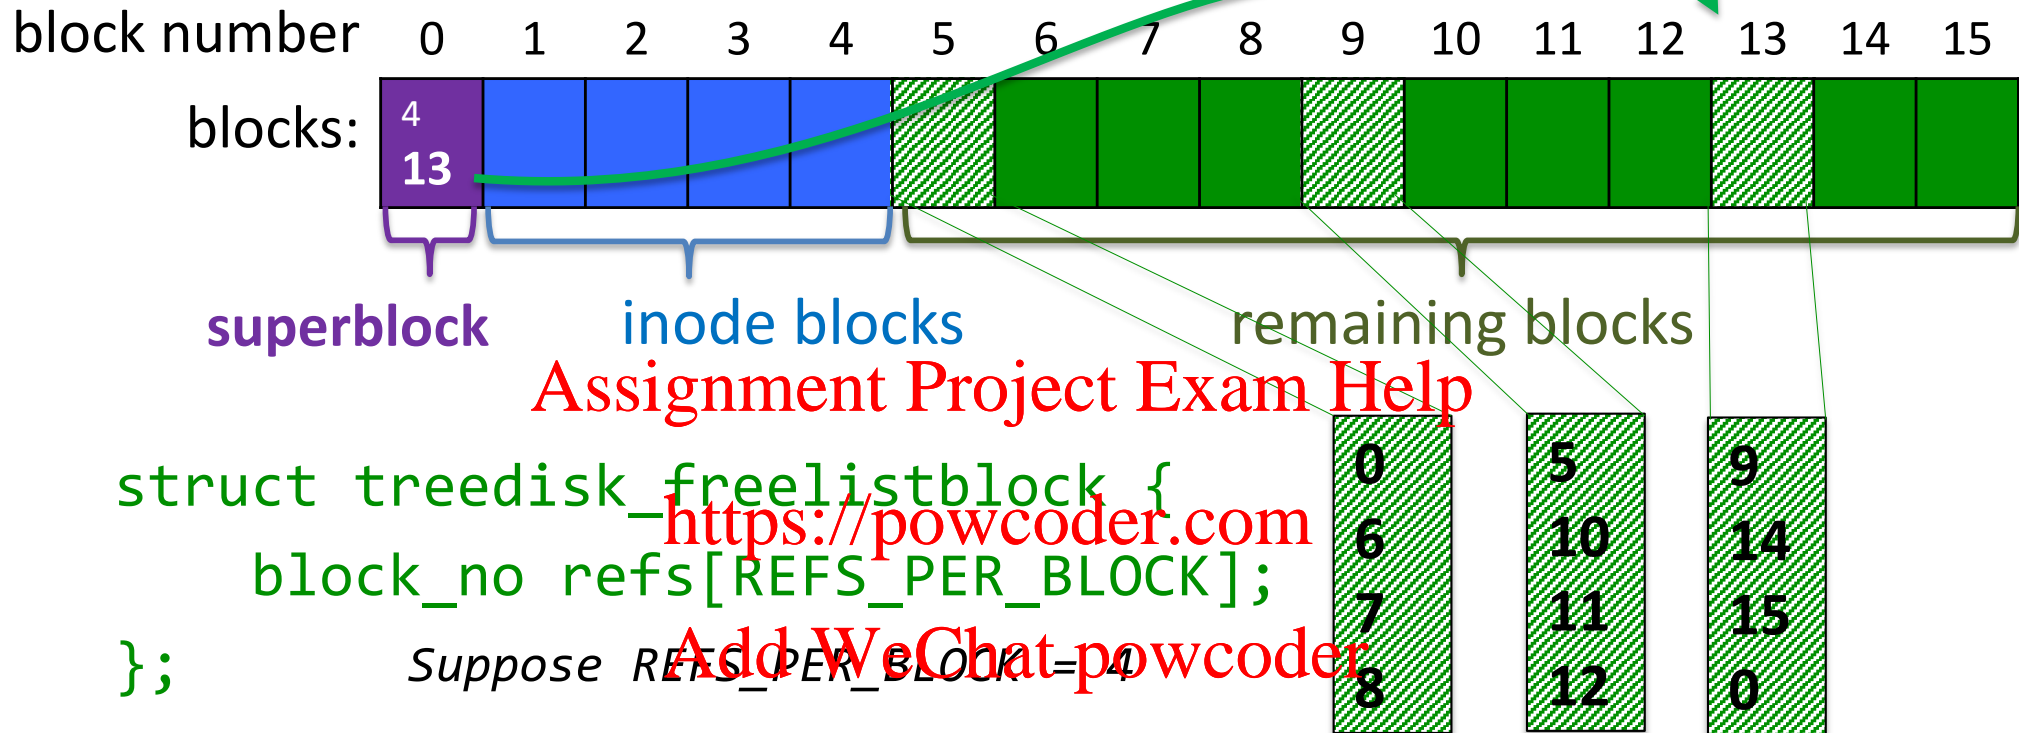 block number 0 1 2 3 4 5 6 7 8 9 10 11 12 13 14 15
blocks: 4
13
superblock inode blocks remaining blocks
Assignment Project Exam Help
struct treedisk_freelistblock {
https://powcoder.com
block_no refs[REFS_PER_BLOCK];
};
Suppose REFS_PER_BLOCK = 4
Add WeChat powcoder
0 5 9
6 10 14
7 11 15
8 12 0